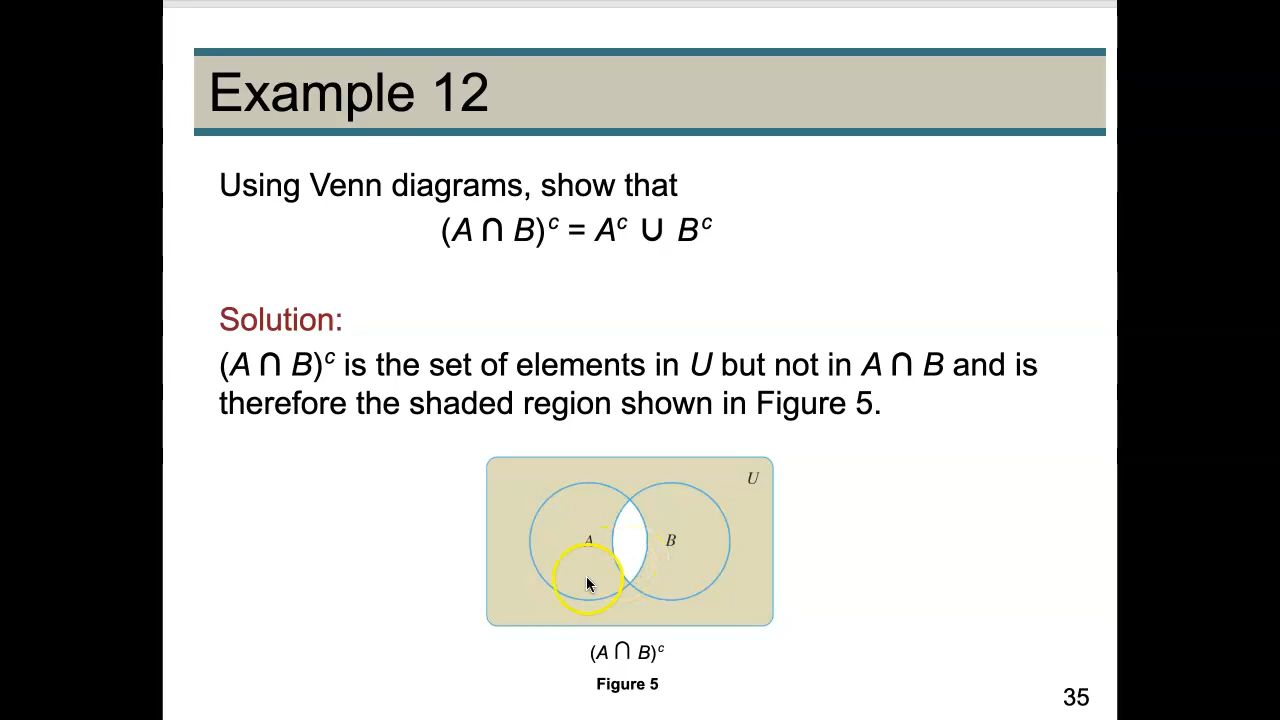 Example 12
Using Venn diagrams, show that
(A ∩ B)ᶜ = Aᶜ ∪ Bᶜ
Solution:
(A ∩ B)ᶜ is the set of elements in U but not in A ∩ B and is
therefore the shaded region shown in Figure 5.
U
A B
(A ∩ B)ᶜ
Figure 5
35